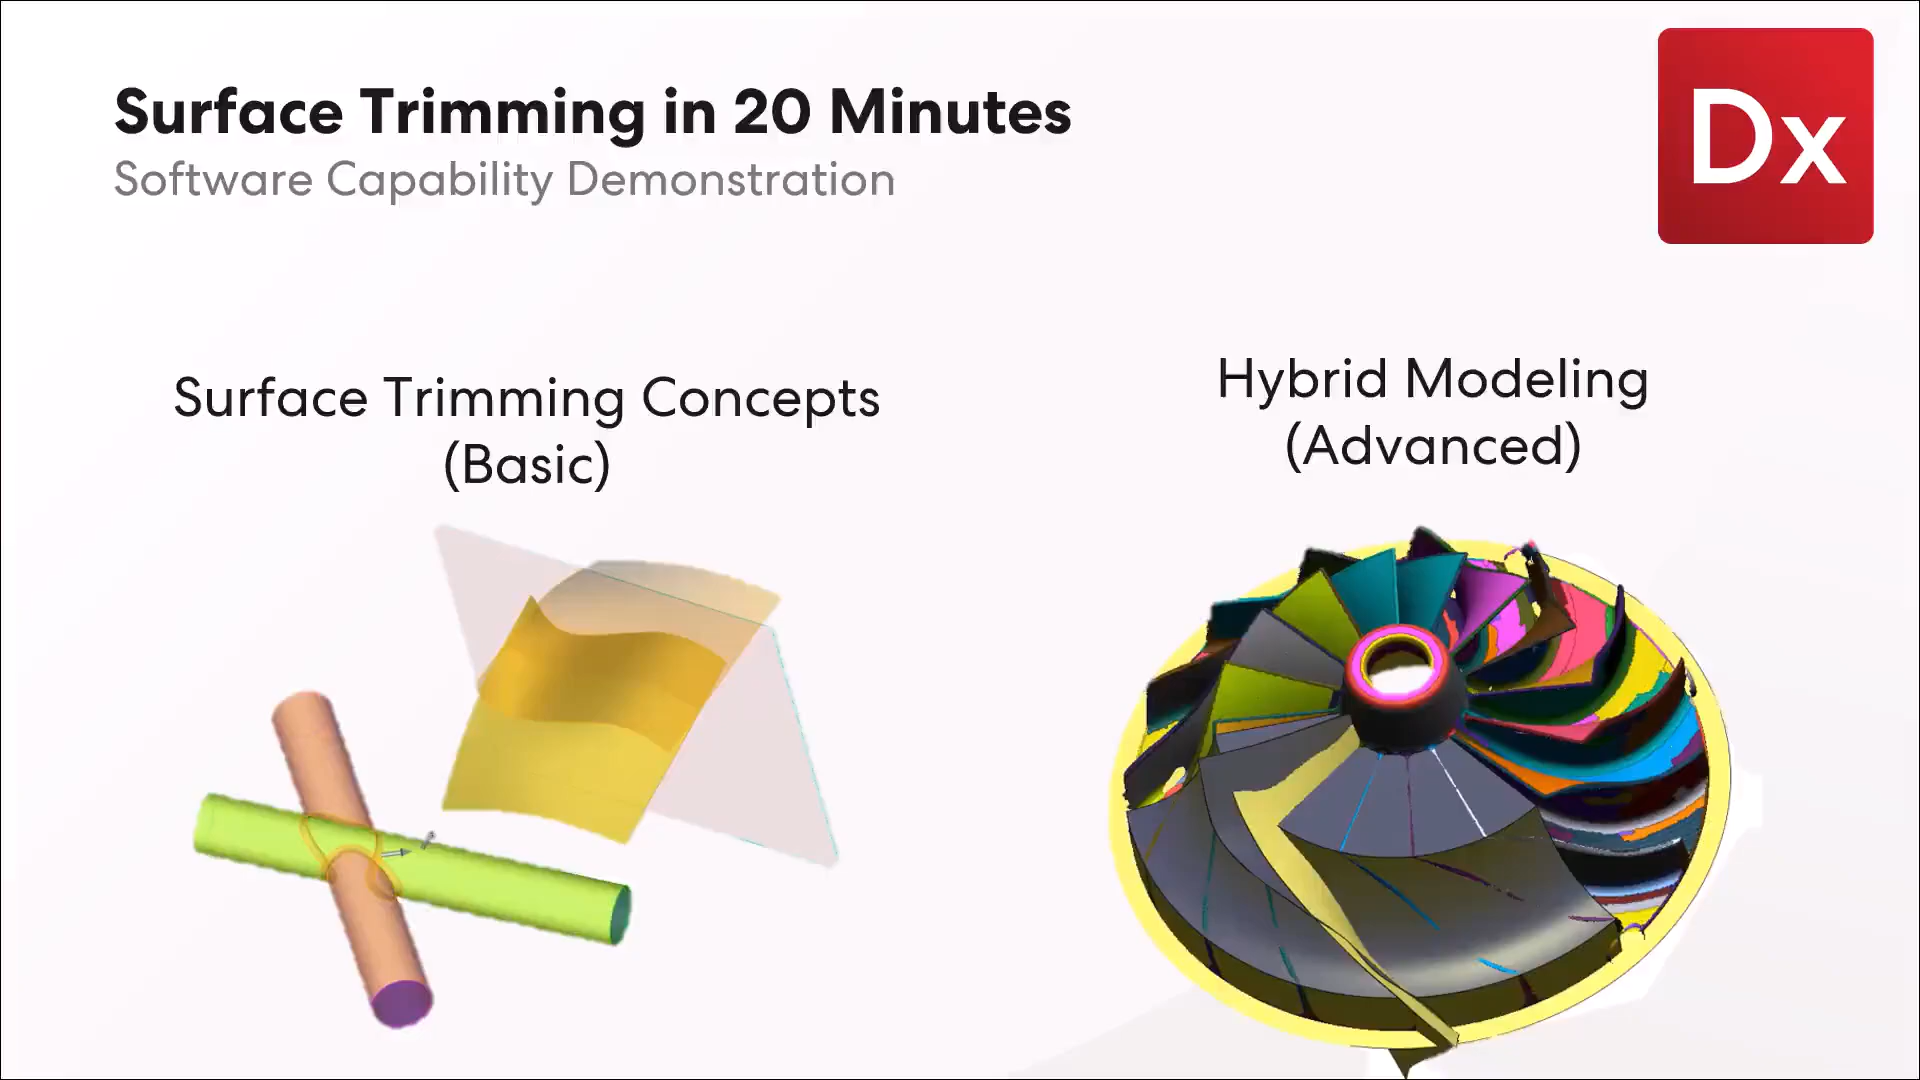 Surface Trimming in 20 Minutes
Software Capability Demonstration
Dx
Surface Trimming Concepts
(Basic)
Hybrid Modeling
(Advanced)